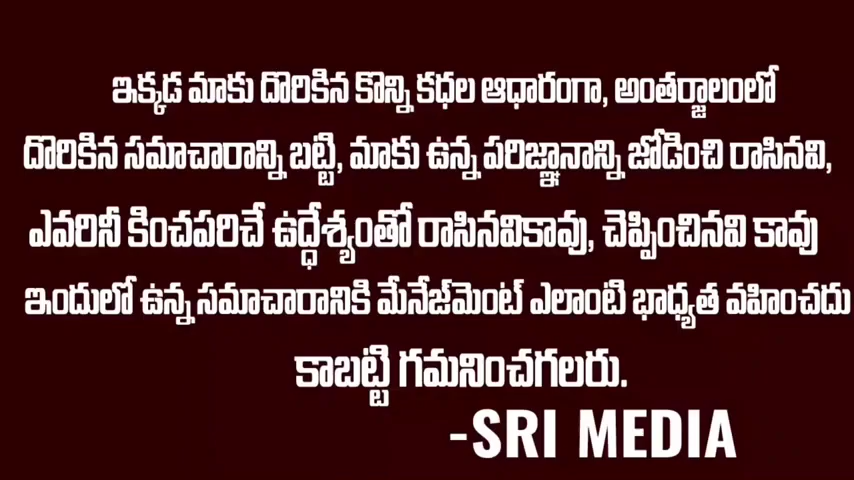 ఇక్కడ మాకు దొరికిన కొన్ని కధల ఆధారంగా, అంతర్జాలంలో
దొరికిన సమాచారాన్ని బట్టి, మాకు ఉన్న పరిజ్ఞానాన్ని జోడించి రాసినవి,
ఎవరినీ కించపరిచే ఉద్ధేశ్యంతో రాసినవికావు, చెప్పించినవి కావు
ఇందులో ఉన్న సమాచారానికి మేనేజ్‌మెంట్ ఎలాంటి భాధ్యత వహించదు
కాబట్టి గమనించగలరు.
-SRI MEDIA